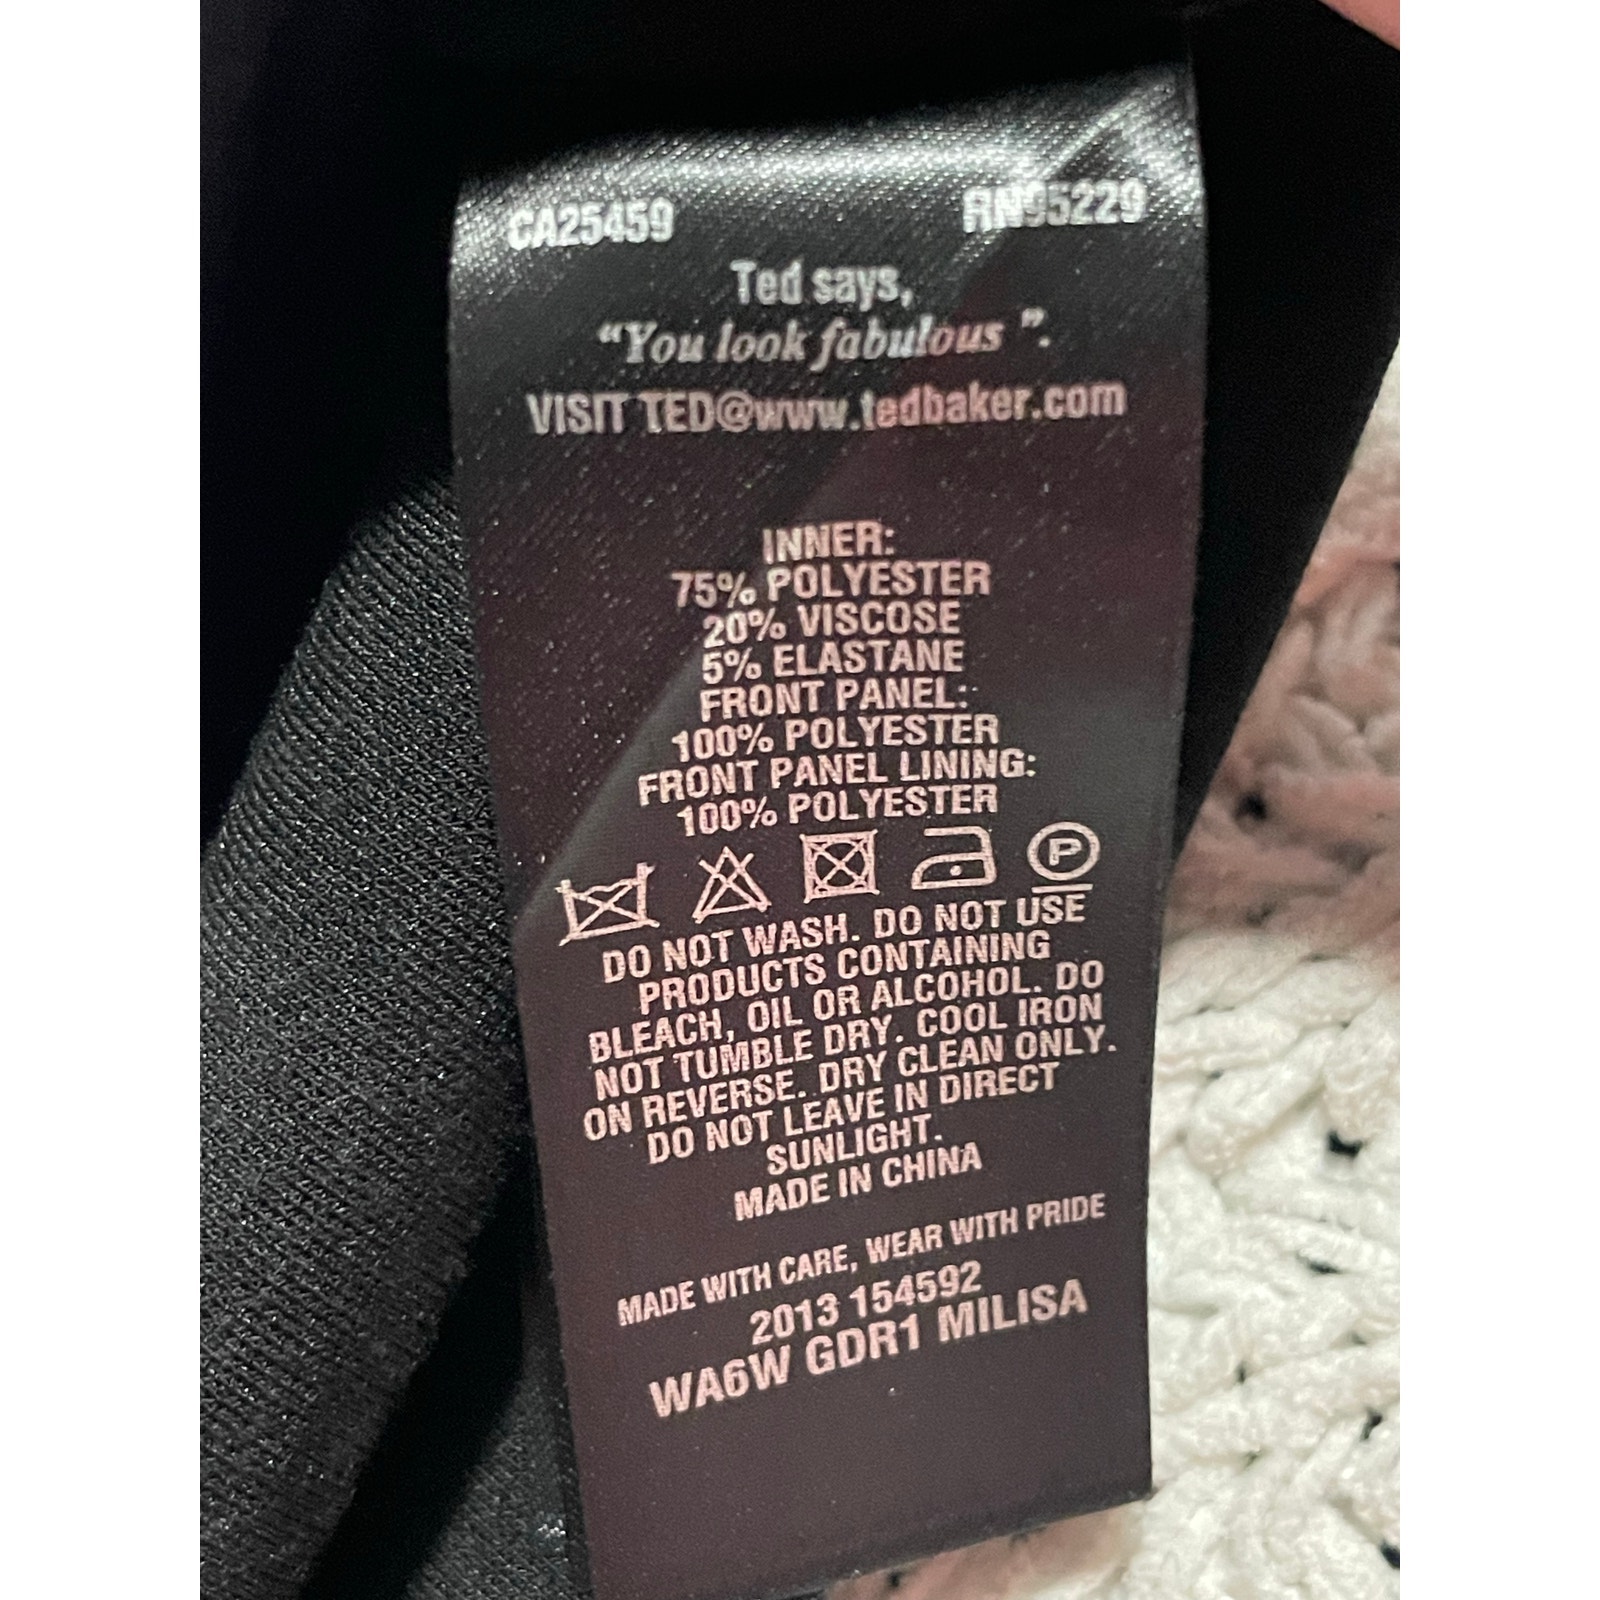 CA25459 RN95229
Ted says,
“You look fabulous ”.
VISIT TED@www.tedbaker.com
INNER:
75% POLYESTER
20% VISCOSE
5% ELASTANE
FRONT PANEL:
100% POLYESTER
FRONT PANEL LINING:
100% POLYESTER
P
DO NOT WASH. DO NOT USE
PRODUCTS CONTAINING
BLEACH, OIL OR ALCOHOL. DO
NOT TUMBLE DRY. COOL IRON
ON REVERSE. DRY CLEAN ONLY.
DO NOT LEAVE IN DIRECT
SUNLIGHT.
MADE IN CHINA
MADE WITH CARE, WEAR WITH PRIDE
2013 154592
WA6W GDR1 MILISA